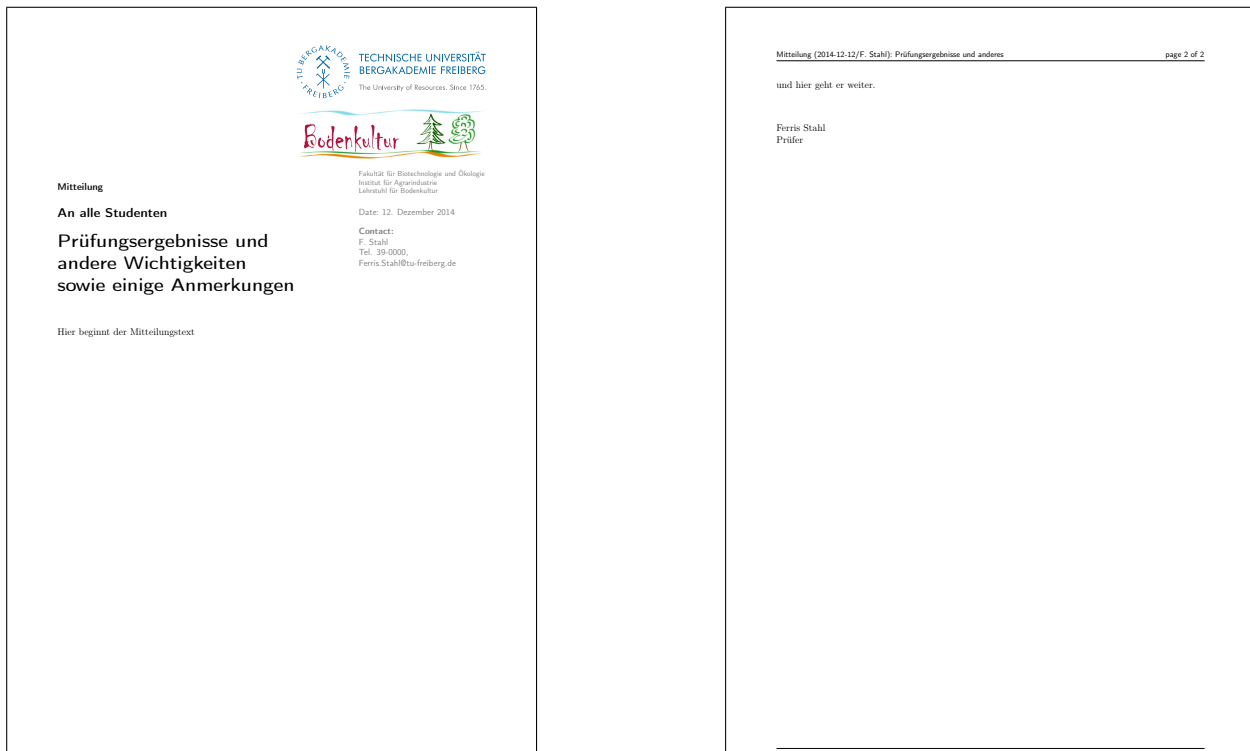 TU BERGAKADEMIE
· FREIBERG ·
TECHNISCHE UNIVERSITÄT
BERGAKADEMIE FREIBERG
The University of Resources. Since 1765.
Bodenkultur
Fakultät für Biotechnologie und Ökologie
Institut für Agrarindustrie
Lehrstuhl für Bodenkultur
Mitteilung
An alle Studenten
Date: 12. Dezember 2014
Prüfungsergebnisse und
andere Wichtigkeiten
sowie einige Anmerkungen
Contact:
F. Stahl
Tel. 39-0000,
Ferris.Stahl@tu-freiberg.de
Hier beginnt der Mitteilungstext
Mitteilung (2014-12-12/F. Stahl): Prüfungsergebnisse und anderes page 2 of 2
und hier geht er weiter.
Ferris Stahl
Prüfer